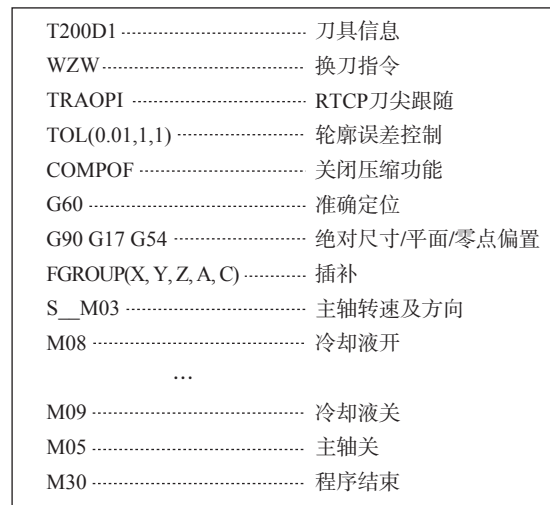 T200D1 刀具信息
WZW 换刀指令
TRAOPI RTCP刀尖跟随
TOL(0.01,1,1) 轮廓误差控制
COMPOF 关闭压缩功能
G60 准确定位
G90 G17 G54 绝对尺寸/平面/零点偏置
FGROUP(X, Y, Z, A, C) 插补
S__M03 主轴转速及方向
M08 冷却液开
…
M09 冷却液关
M05 主轴关
M30 程序结束